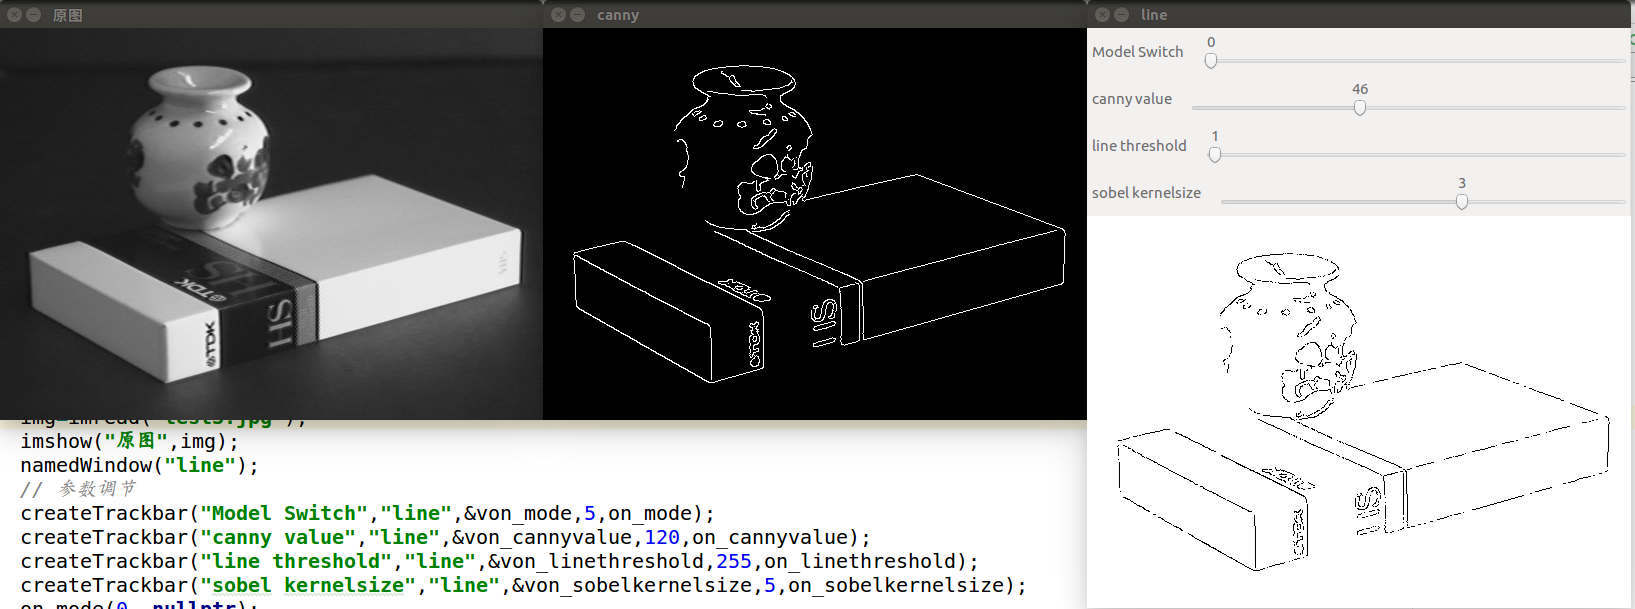 原图
canny
line
Model Switch
0
canny value
46
line threshold
1
sobel kernelsize
3
TDK
HS
TDK
img=imread("test3.jpg");
imshow("原图",img);
namedWindow("line");
// 参数调节
createTrackbar("Model Switch","line",&von_mode,5,on_mode);
createTrackbar("canny value","line",&von_cannyvalue,120,on_cannyvalue);
createTrackbar("line threshold","line",&von_linethreshold,255,on_linethreshold);
createTrackbar("sobel kernelsize","line",&von_sobelkernelsize,5,on_sobelkernelsize);
on_mode(0, nullptr);